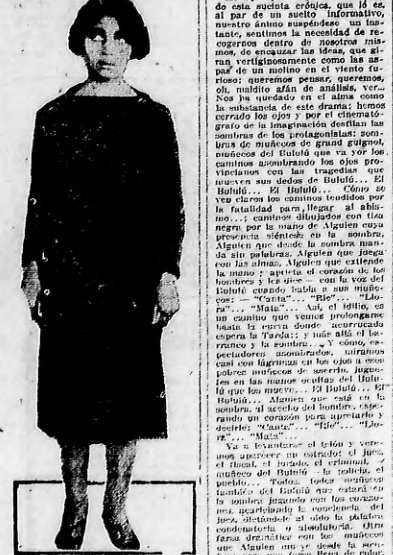 do esta sucinta crónica, que lo es,
al par de un suelto informativo,
nuestro ánimo suspéndese un ins-
tante, sentimos la necesidad de re-
cogernos dentro de nosotros mis-
mos, de encauzar las ideas, que gi-
ran vertiginosamente como las as-
pas de un molino en el viento fu-
rioso; queremos pensar, queremos,
oh, maldito afán de análisis, ver...
Nos ha quedado en el alma como
la substancia de este drama; hemos
cerrado los ojos y por el cinemató-
grafo de la imaginación desfilan las
sombras de los protagonistas: som-
bras de muñecos de grand guignol,
muñecos del Bululú que va por los
caminos asombrando los ojos pro-
vincianos con las tragedias que
mueven sus dedos de Bululú... El
Bululú... El Bululú... Cómo se
ven claros los caminos tendidos por
la fatalidad para llegar al abis-
mo...; caminos dibujados con tiza
negra por la mano de Alguien cuya
presencia siéntese en la sombra,
Alguien que desde la sombra man-
da sin palabras. Alguien que juega
con las almas, Alguien que extiende
la mano y aprieta el corazón de los
hombres y les dice — con la voz del
Bululú cuando habla a sus muñe-
cos: — "Canta"... "Ríe"... "Llo-
ra"... "Mata"... Así, el idilio, es
un camino que vemos prolongarse
hasta la curva donde acurrucada
espera la Tarda; y más allá el ba-
rranco y la sombra... Y cómo, es-
pectadores asombrados, miramos
casi con lágrimas en los ojos a esos
pobres muñecos de aserrín, jugue-
tes en las manos ocultas del Bulu-
lú que los mueve... El Bululú... El
Bululú... Alguien que está en la
sombra, al acecho del hombre, espe-
rando un corazón para apretarlo y
decirle: "Canta"... "Ríe"... "Llo-
ra"... "Mata"...
Va a levantarse el telón y vere-
mos aparecer un estrado: el juez,
el fiscal, el jurado, el criminal,
muñeco del Bululú — la policía, el
pueblo... Todos, todos muñecos
también del Bululú que estará en
la sombra jugando con los corazo-
nes, la conciencia del
juez, dictándole al oído la palabra
condenatoria o absolutoria. Otra
farsa dramática con los muñecos
que Alguien mueve desde la som-